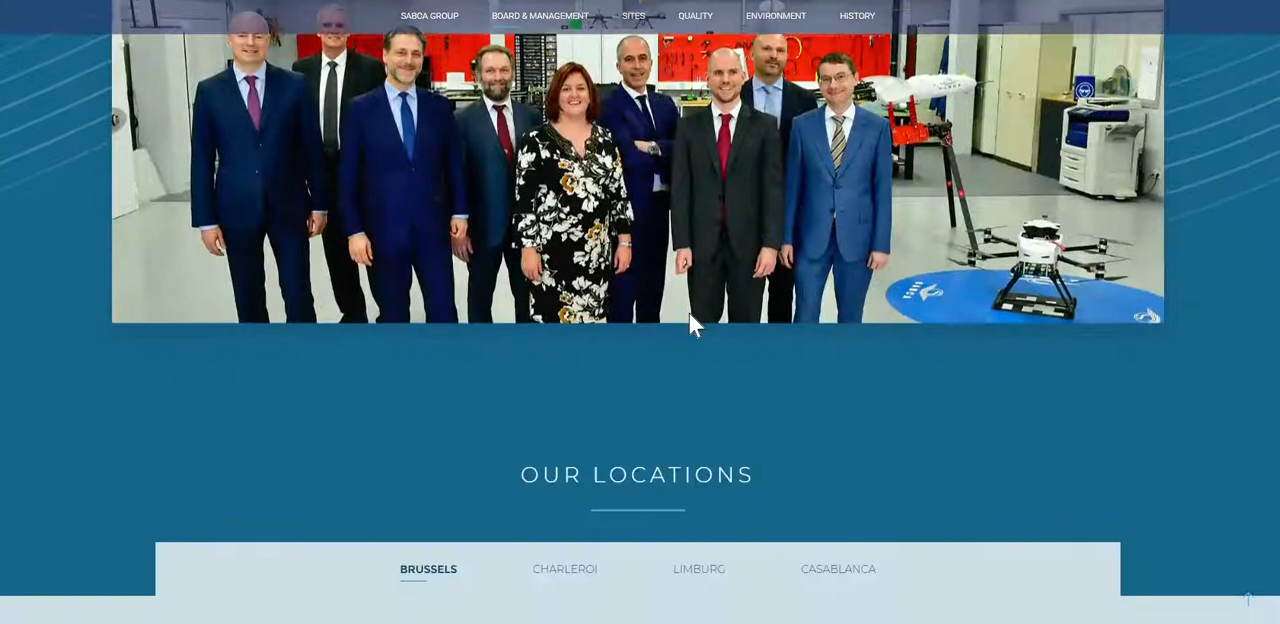 SABCA GROUP
BOARD & MANAGEMENT
SITES
QUALITY
ENVIRONMENT
HISTORY
OUR LOCATIONS
BRUSSELS
CHARLEROI
LIMBURG
CASABLANCA